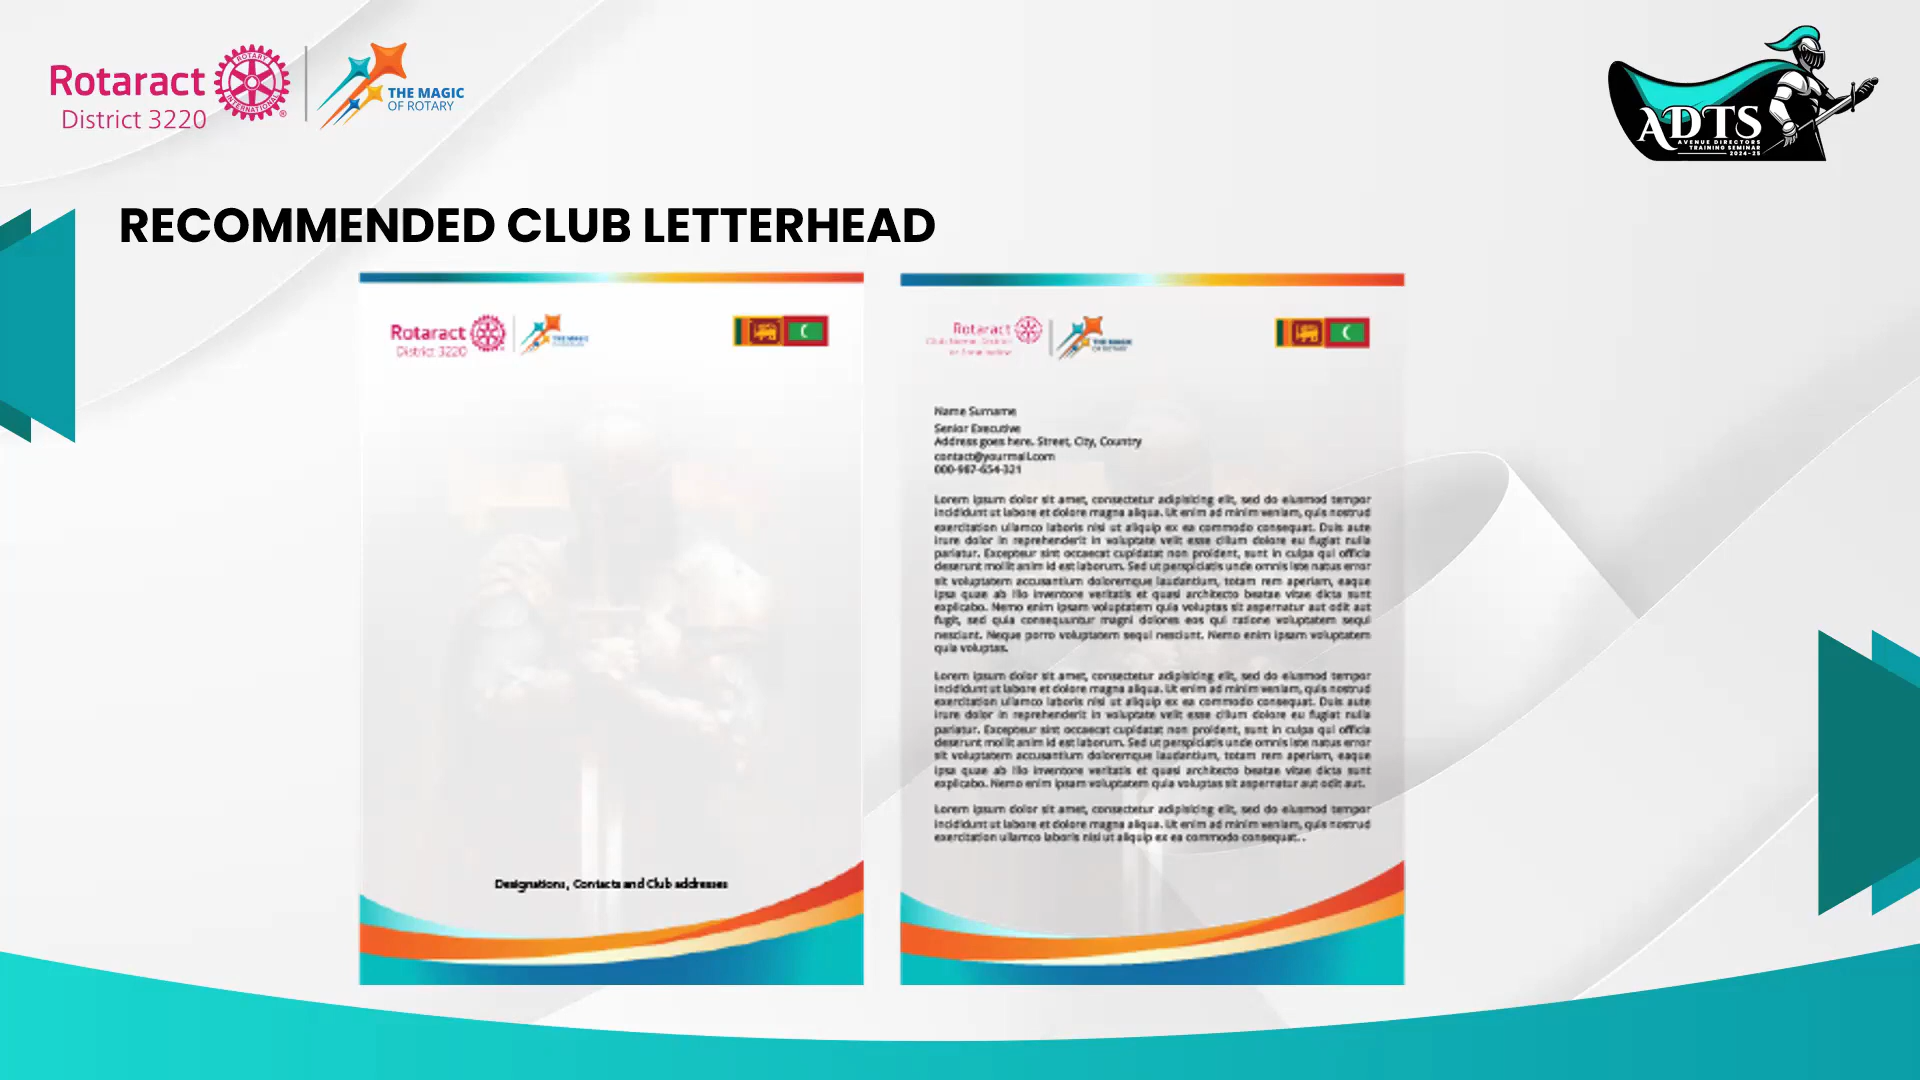 Rotaract
District 3220
ROTARY
INTERNATIONAL
THE MAGIC
OF ROTARY
ADTS
AVENUE DIRECTORS
TRAINING SEMINAR
2024-25
RECOMMENDED CLUB LETTERHEAD
Rotaract
District 3220
THE MAGIC
Designations, Contacts and Club addresses
Rotaract
Club Name, District
THE MAGIC
OF ROTARY
Name Surname
Senior Executive
Address goes here. Street, City, Country
contact@yourmail.com
000-987-654-321
Lorem ipsum dolor sit amet, consectetur adipisicing elit, sed do eiusmod tempor
incididunt ut labore et dolore magna aliqua. Ut enim ad minim veniam, quis nostrud
exercitation ullamco laboris nisi ut aliquip ex ea commodo consequat. Duis aute
irure dolor in reprehenderit in voluptate velit esse cillum dolore eu fugiat nulla
pariatur. Excepteur sint occaecat cupidatat non proident, sunt in culpa qui officia
deserunt mollit anim id est laborum. Sed ut perspiciatis unde omnis iste natus error
sit voluptatem accusantium doloremque laudantium, totam rem aperiam, eaque
ipsa quae ab illo inventore veritatis et quasi architecto beatae vitae dicta sunt
explicabo. Nemo enim ipsam voluptatem quia voluptas sit aspernatur aut odit aut
fugit, sed quia consequuntur magni dolores eos qui ratione voluptatem sequi
nesciunt. Neque porro voluptatem sequi nesciunt. Nemo enim ipsam voluptatem
quia voluptas.
Lorem ipsum dolor sit amet, consectetur adipisicing elit, sed do eiusmod tempor
incididunt ut labore et dolore magna aliqua. Ut enim ad minim veniam, quis nostrud
exercitation ullamco laboris nisi ut aliquip ex ea commodo consequat. Duis aute
irure dolor in reprehenderit in voluptate velit esse cillum dolore eu fugiat nulla
pariatur. Excepteur sint occaecat cupidatat non proident, sunt in culpa qui officia
deserunt mollit anim id est laborum. Sed ut perspiciatis unde omnis iste natus error
sit voluptatem accusantium doloremque laudantium, totam rem aperiam, eaque
ipsa quae ab illo inventore veritatis et quasi architecto beatae vitae dicta sunt
explicabo. Nemo enim ipsam voluptatem quia voluptas sit aspernatur aut odit aut.
Lorem ipsum dolor sit amet, consectetur adipisicing elit, sed do eiusmod tempor
incididunt ut labore et dolore magna aliqua. Ut enim ad minim veniam, quis nostrud
exercitation ullamco laboris nisi ut aliquip ex ea commodo consequat. .